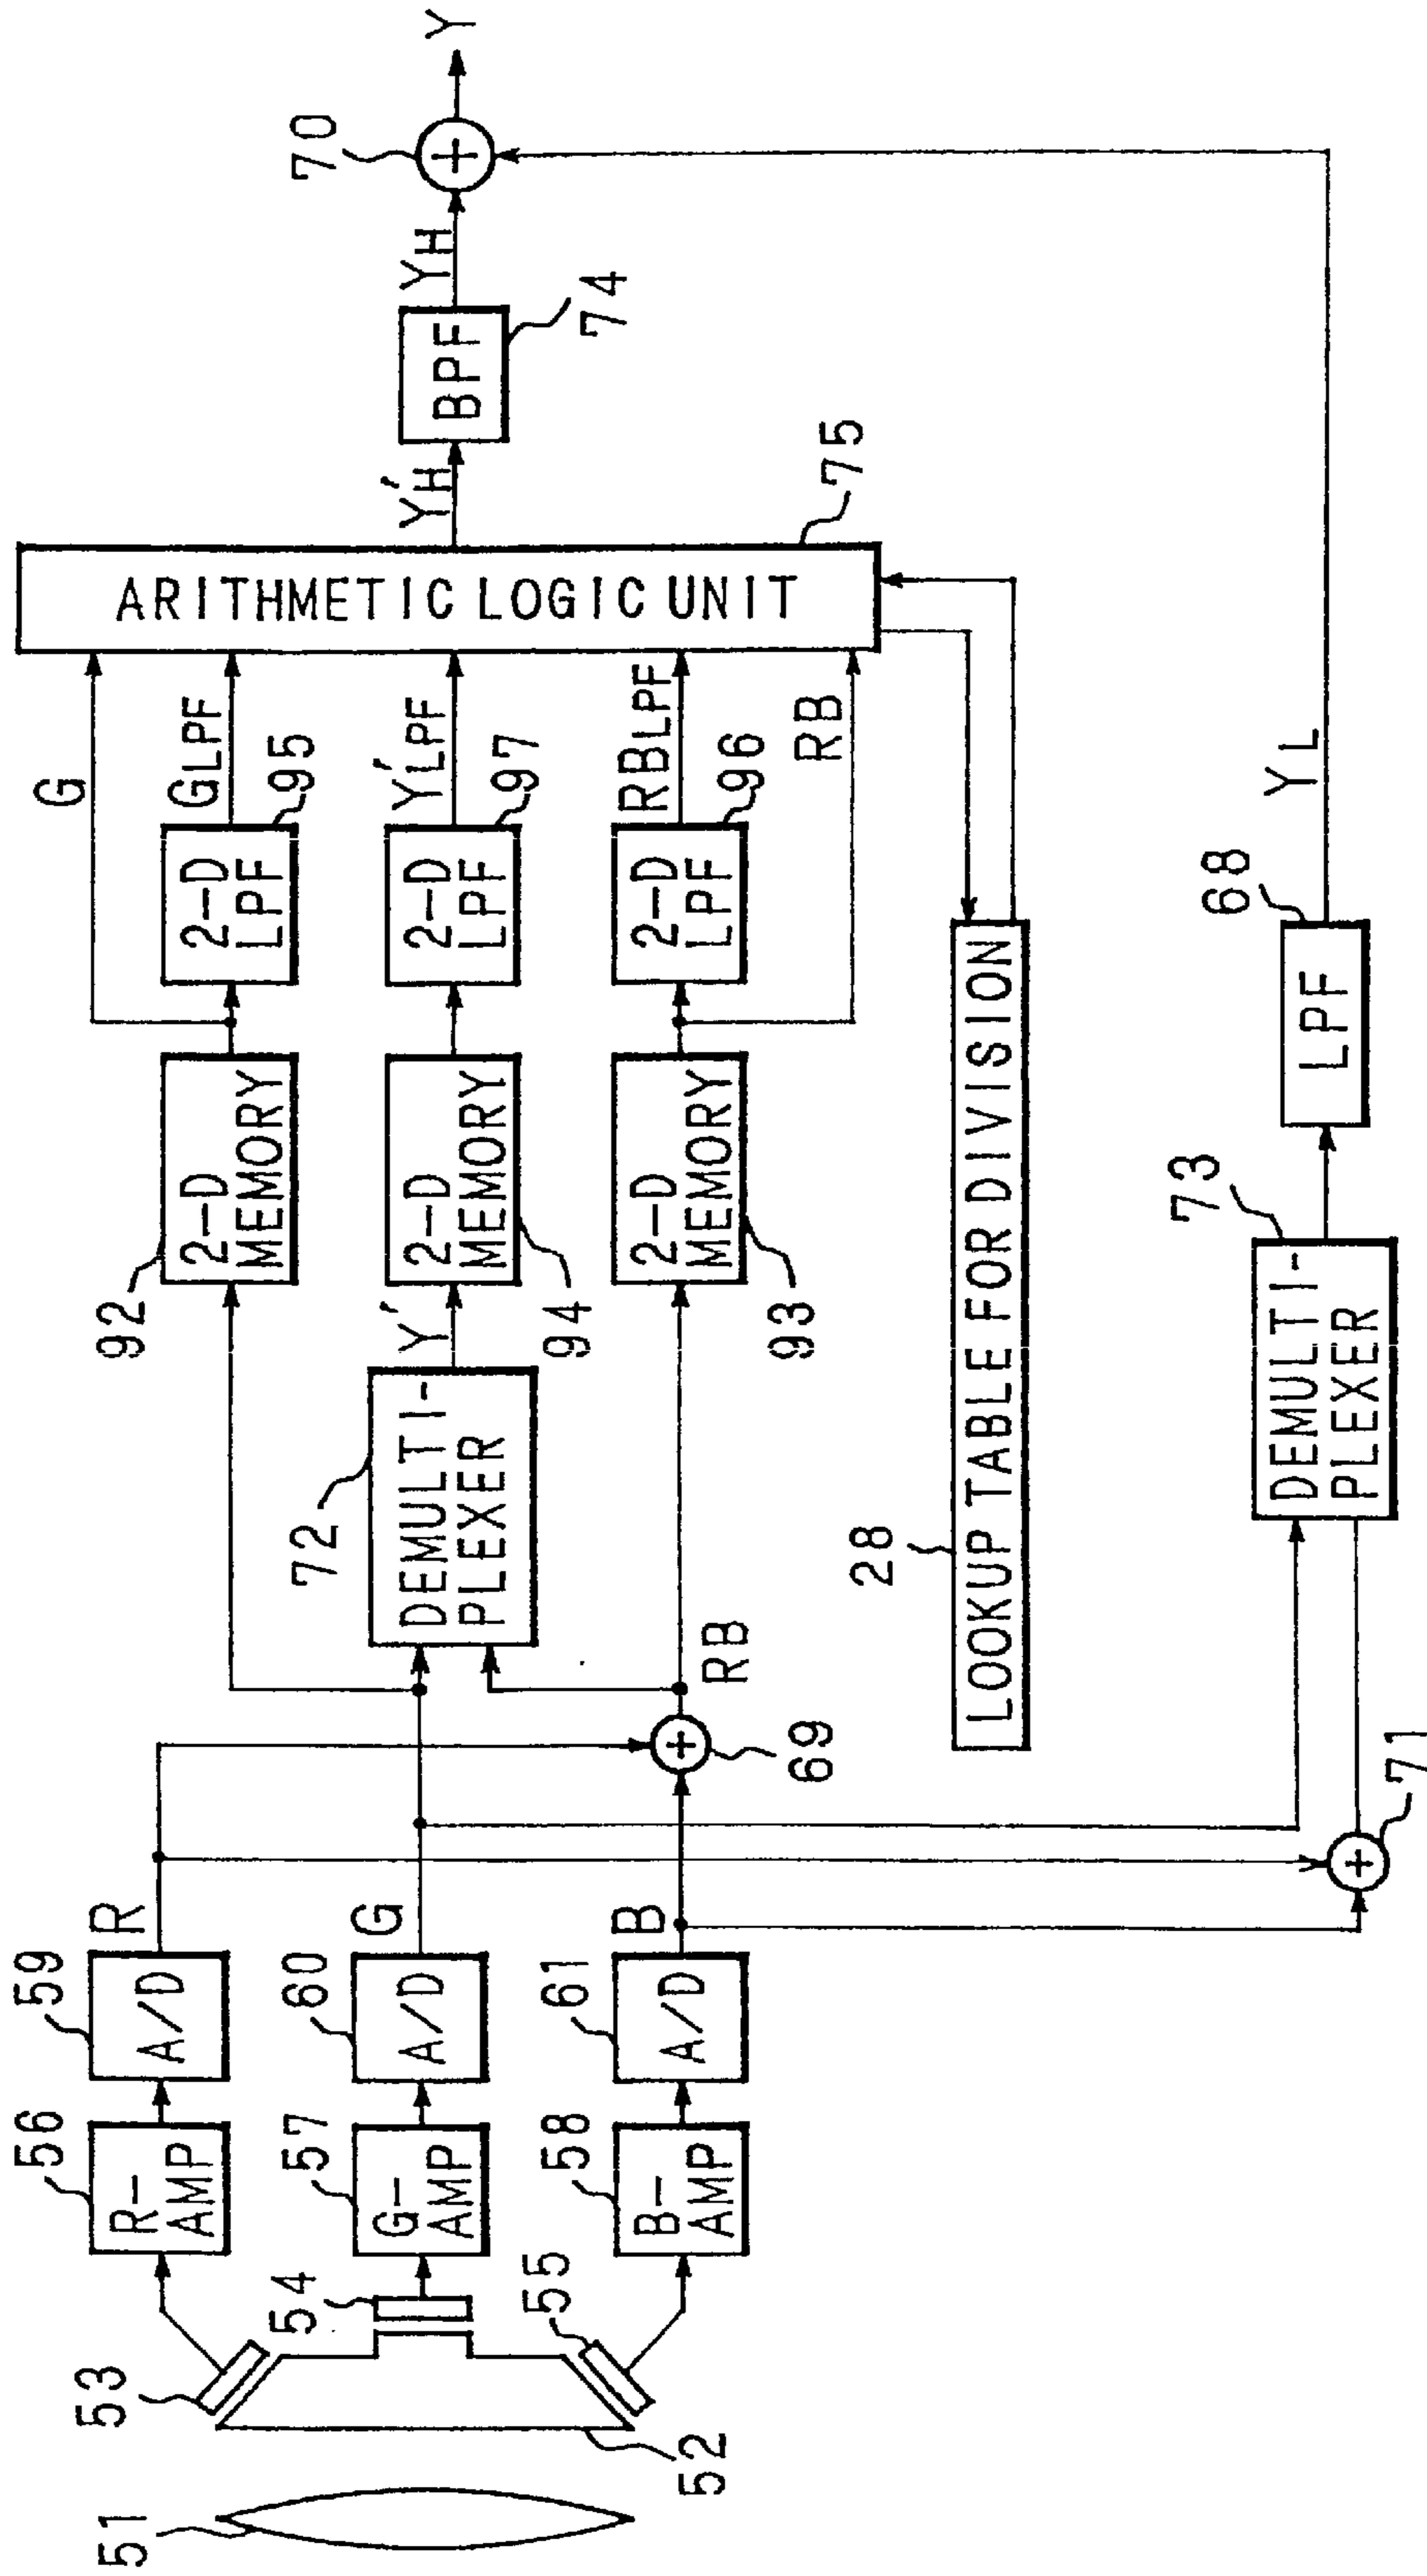 51
52
53
54
55
56
R-
AMP
57
G-
AMP
58
B-
AMP
59
A/D
R
60
A/D
G
61
A/D
B
69
RB
71
72
DEMULTI-
PLEXER
Y'
92
2-D
MEMORY
94
2-D
MEMORY
93
2-D
MEMORY
G
2-D
LPF
95
GLPF
2-D
LPF
97
Y'LPF
2-D
LPF
96
RBLPF
RB
28
LOOKUP TABLE FOR DIVISION
ARITHMETIC LOGIC UNIT
75
Y'H
BPF
74
YH
70
Y
73
DEMULTI-
PLEXER
68
LPF
YL